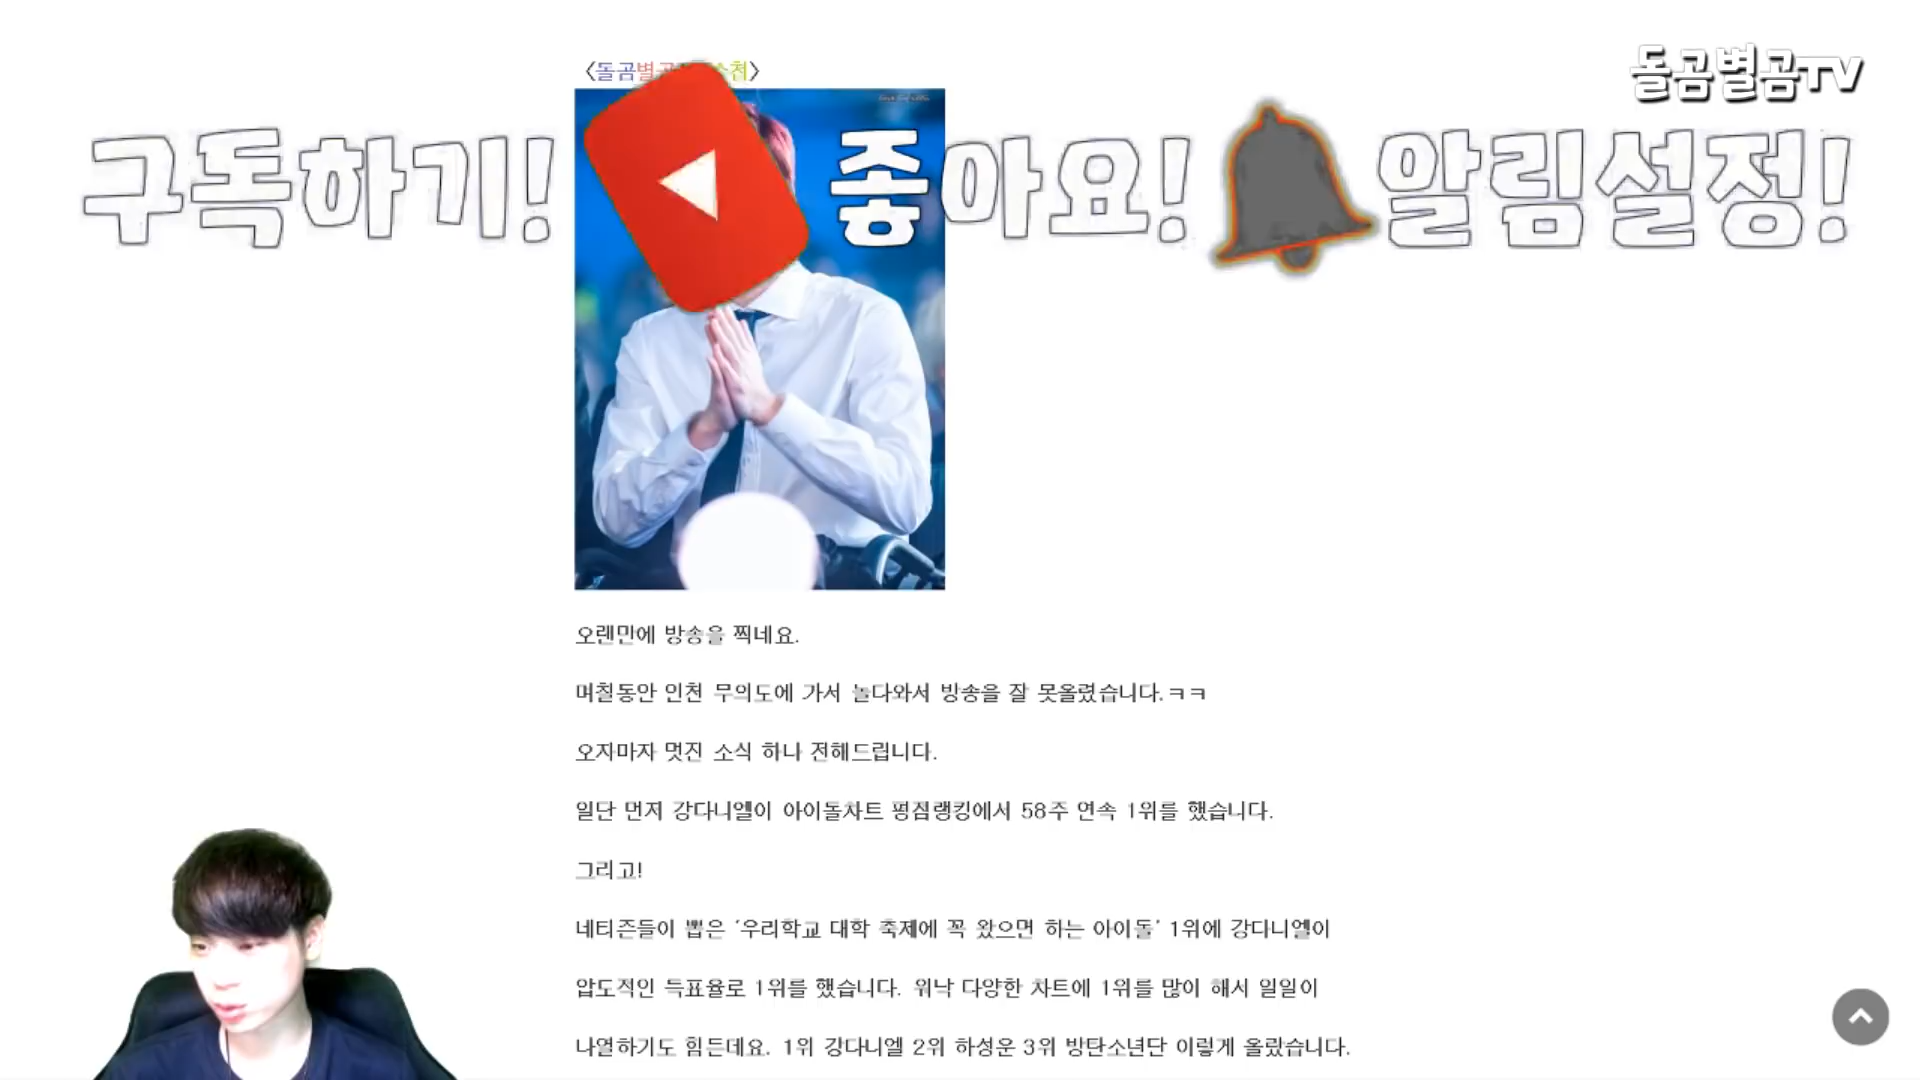 돌곰별곰TV
구독하기! 좋아요! 알림설정!
오랜만에 방송을 찍네요.
며칠동안 인천 무의도에 가서 놀다와서 방송을 잘 못올렸습니다.ㅋㅋ
오자마자 멋진 소식 하나 전해드립니다.
일단 먼저 강다니엘이 아이돌차트 평점랭킹에서 58주 연속 1위를 했습니다.
그리고!
네티즌들이 뽑은 '우리학교 대학 축제에 꼭 왔으면 하는 아이돌' 1위에 강다니엘이
압도적인 득표율로 1위를 했습니다. 워낙 다양한 차트에 1위를 많이 해서 일일이
나열하기도 힘든데요. 1위 강다니엘 2위 하성운 3위 방탄소년단 이렇게 올랐습니다.